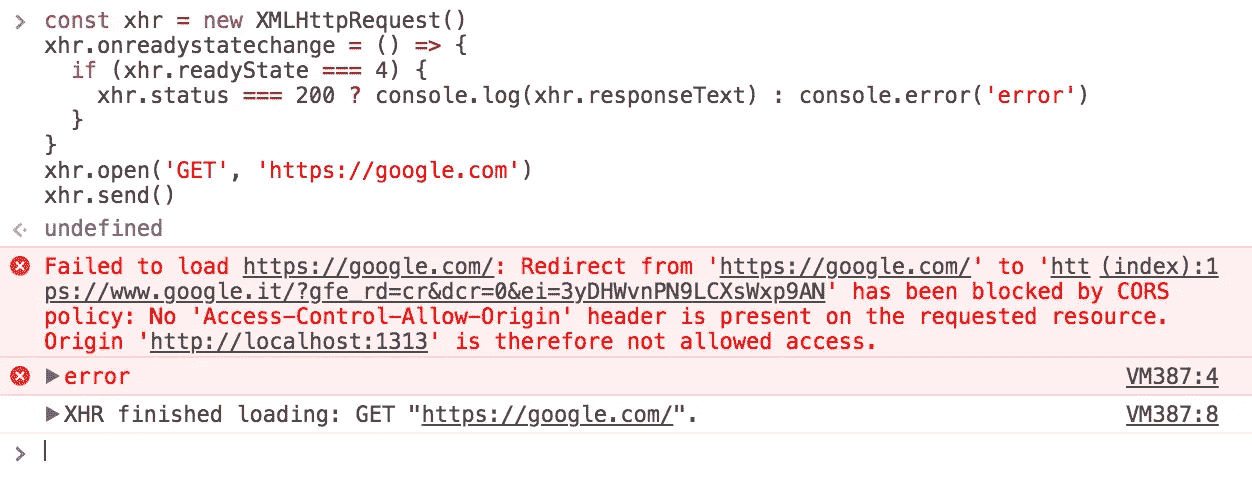 const xhr = new XMLHttpRequest()
xhr.onreadystatechange = () => {
  if (xhr.readyState === 4) {
    xhr.status === 200 ? console.log(xhr.responseText) : console.error('error')
  }
}
xhr.open('GET', 'https://google.com')
xhr.send()
undefined
Failed to load https://google.com/: Redirect from 'https://google.com/' to 'htt (index):1
ps://www.google.it/?gfe_rd=cr&dcr=0&ei=3yDHWvnPN9LCXsWxp9AN' has been blocked by CORS
policy: No 'Access-Control-Allow-Origin' header is present on the requested resource.
Origin 'http://localhost:1313' is therefore not allowed access.
error VM387:4
XHR finished loading: GET "https://google.com/". VM387:8